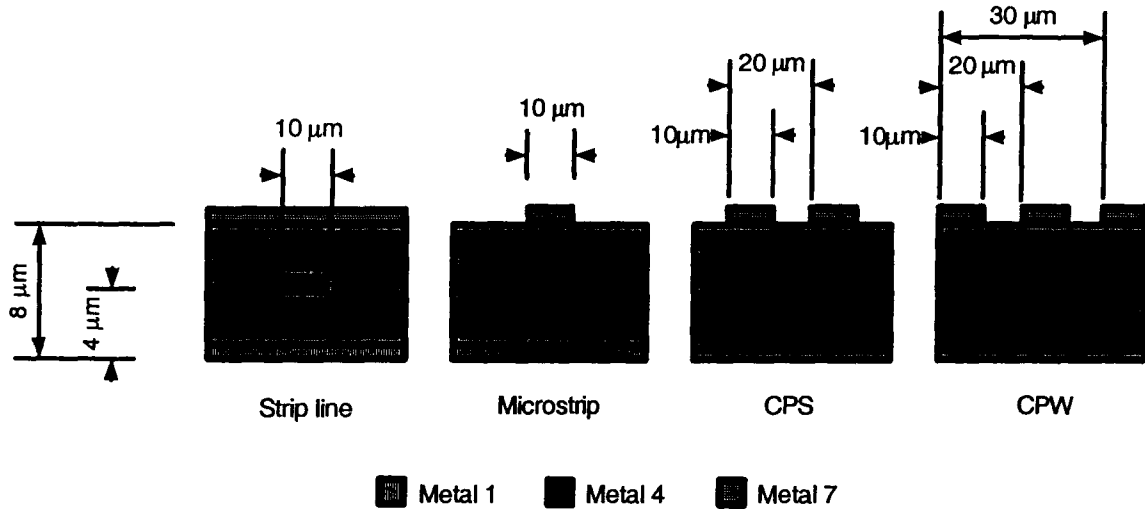 30 µm
20 µm
20 µm
10 µm
10 µm
10µm
10µm
8 µm
4 µm
Strip line
Microstrip
CPS
CPW
Metal 1
Metal 4
Metal 7